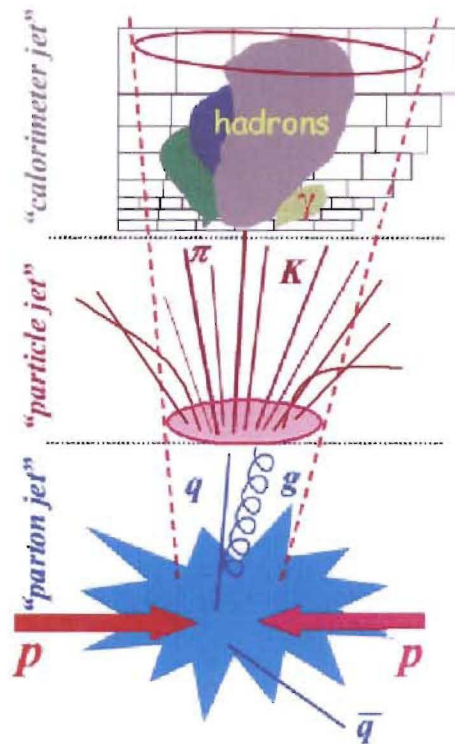 “calorimeter jet”
hadrons
γ
“particle jet”
π
K
“parton jet”
q
g
p
p
q̅